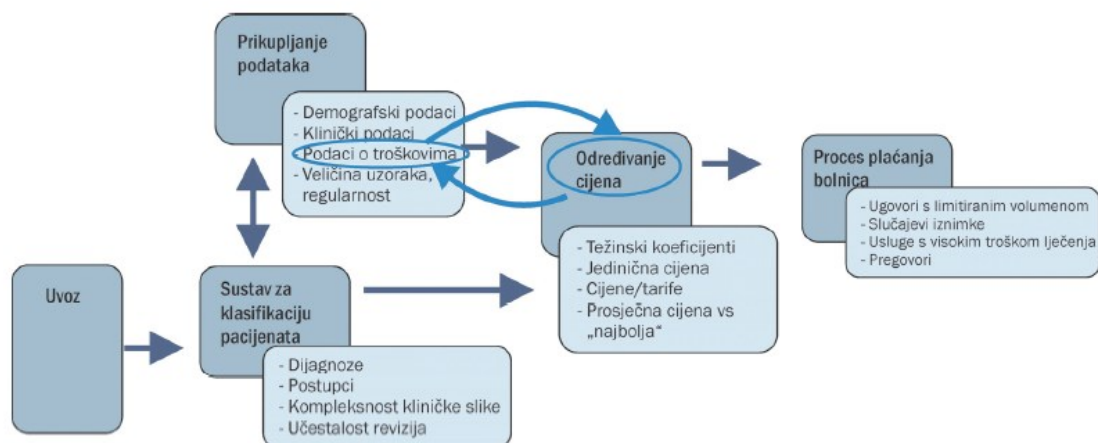 Prikupljanje
podataka
- Demografski podaci
- Klinički podaci
- Podaci o troškovima
- Veličina uzoraka,
regularnost
Određivanje
cijena
- Težinski koeficijenti
- Jedinična cijena
- Cijene/tarife
- Prosječna cijena vs
„najbolja“
Proces plaćanja
bolnica
- Ugovori s limitiranim volumenom
- Slučajevi iznimke
- Usluge s visokim troškom lječenja
- Pregovori
Uvoz
Sustav za
klasifikaciju
pacijenata
- Dijagnoze
- Postupci
- Kompleksnost kliničke slike
- Učestalost revizija